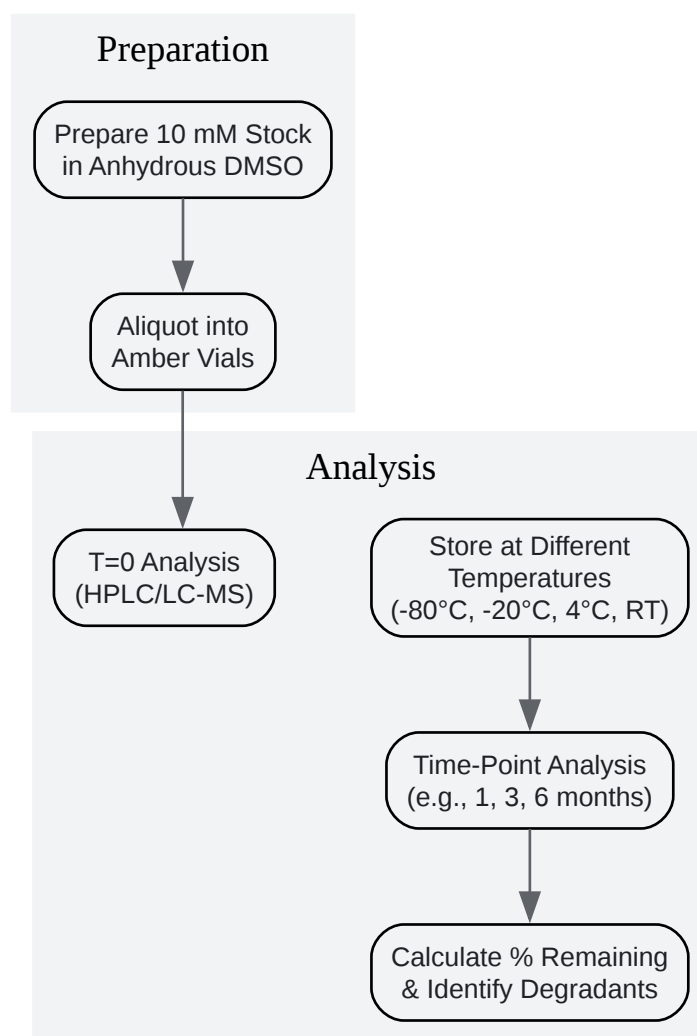 Preparation
Prepare 10 mM Stock
in Anhydrous DMSO
Aliquot into
Amber Vials
Analysis
T=0 Analysis
(HPLC/LC-MS)
Store at Different
Temperatures
(-80°C, -20°C, 4°C, RT)
Time-Point Analysis
(e.g., 1, 3, 6 months)
Calculate % Remaining
& Identify Degradants